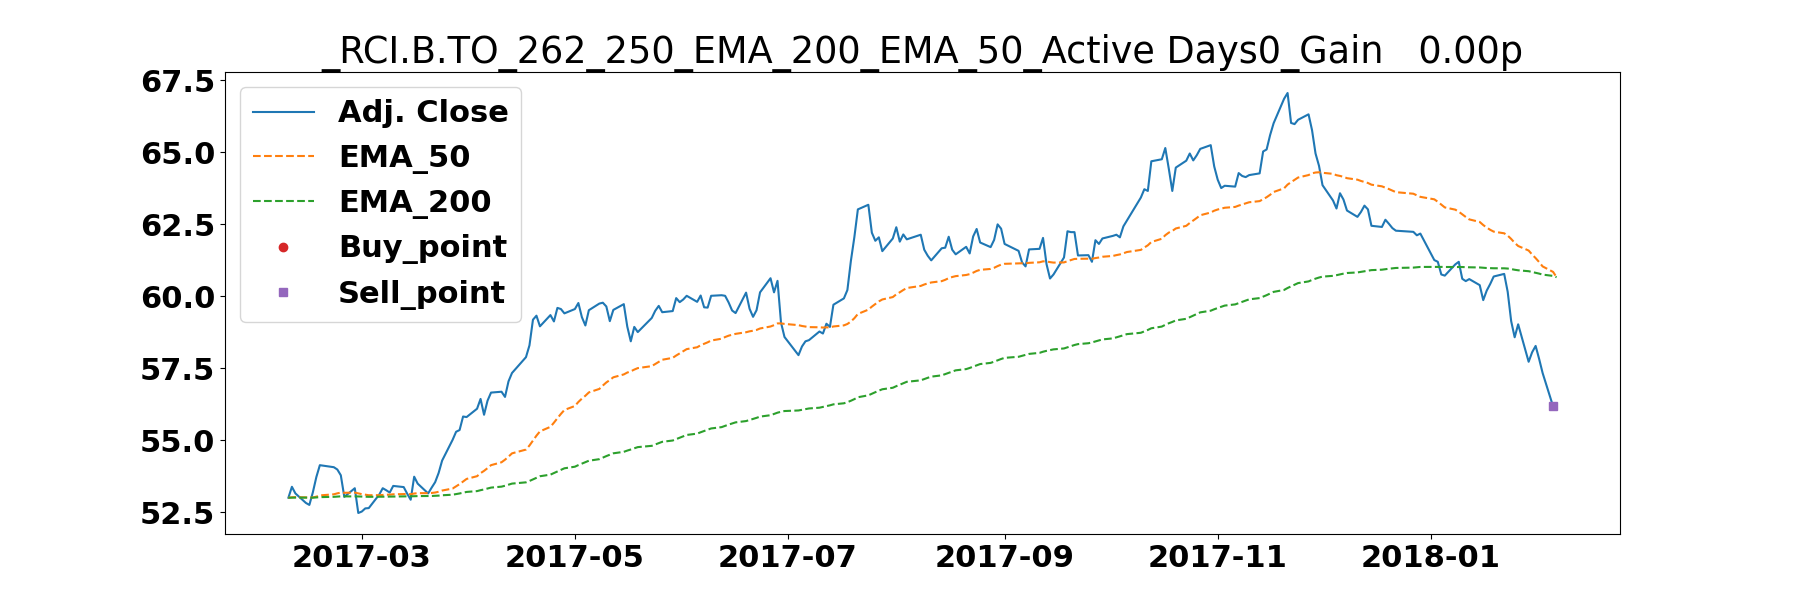 _RCI.B.TO_262_250_EMA_200_EMA_50_Active Days0_Gain   0.00p
67.5
65.0
62.5
60.0
57.5
55.0
52.5
Adj. Close
EMA_50
EMA_200
Buy_point
Sell_point
2017-03 2017-05 2017-07 2017-09 2017-11 2018-01